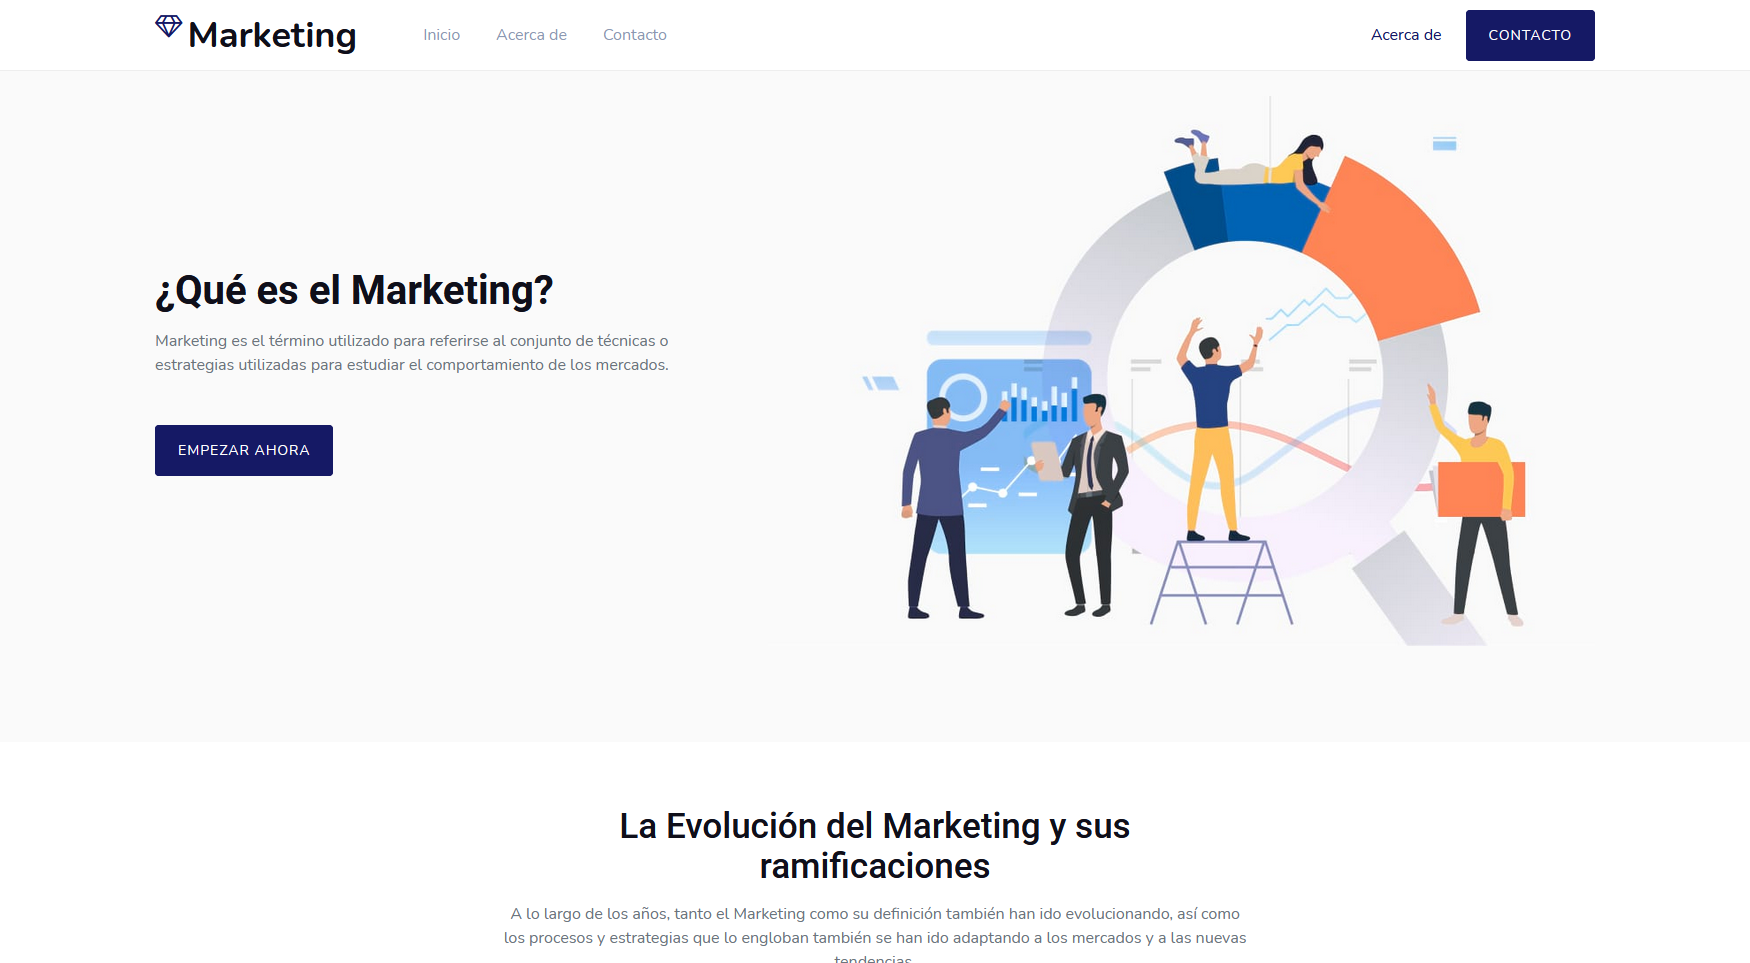 Marketing
Inicio
Acerca de
Contacto
Acerca de
CONTACTO
¿Qué es el Marketing?
Marketing es el término utilizado para referirse al conjunto de técnicas o
estrategias utilizadas para estudiar el comportamiento de los mercados.
EMPEZAR AHORA
La Evolución del Marketing y sus
ramificaciones
A lo largo de los años, tanto el Marketing como su definición también han ido evolucionando, así como
los procesos y estrategias que lo engloban también se han ido adaptando a los mercados y a las nuevas
tendencias.